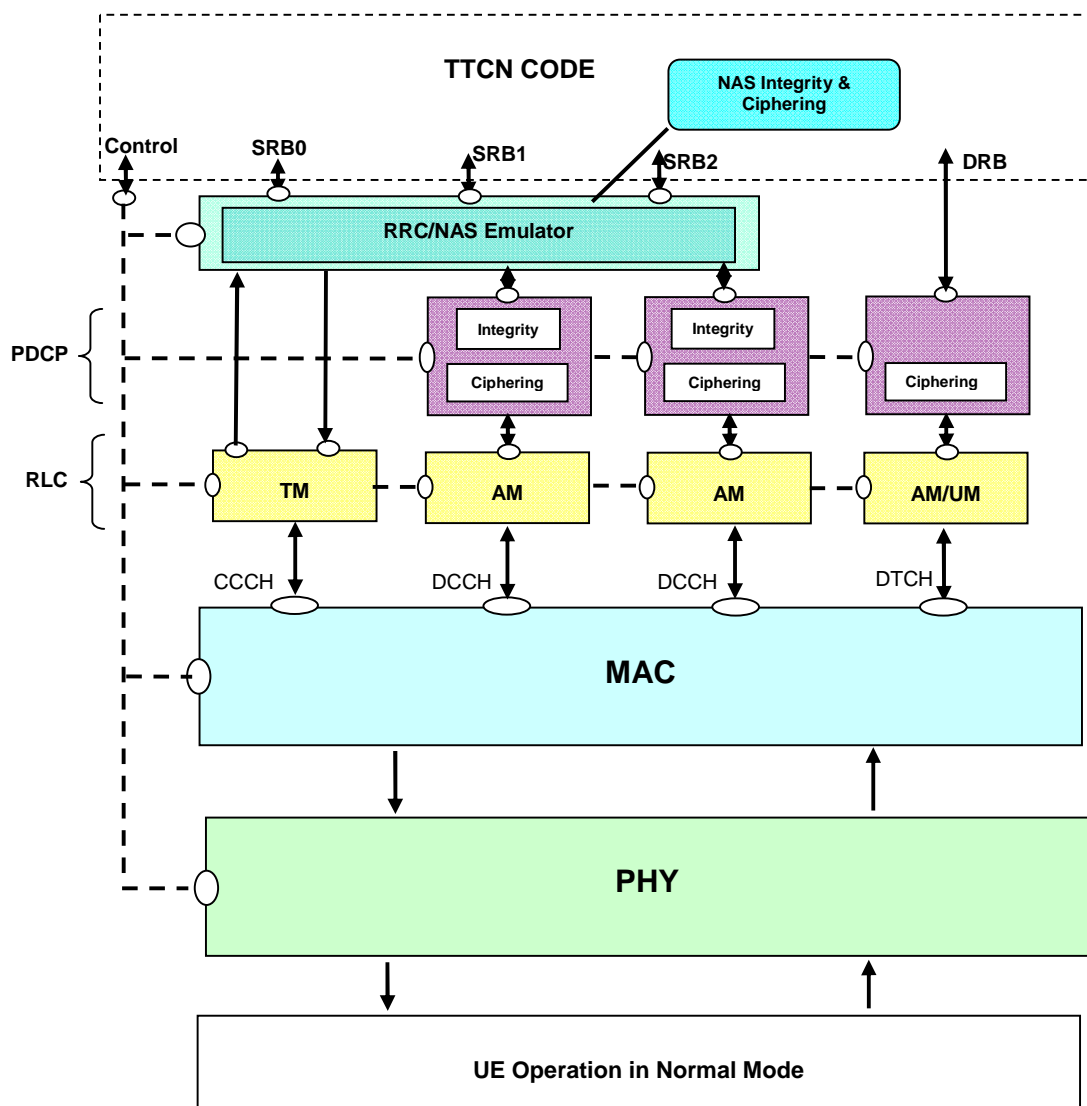 TTCN CODE
NAS Integrity &
Ciphering
Control
SRB0
SRB1
SRB2
DRB
RRC/NAS Emulator
PDCP
Integrity
Ciphering
Integrity
Ciphering
Ciphering
RLC
TM
AM
AM
AM/UM
CCCH
DCCH
DCCH
DTCH
MAC
PHY
UE Operation in Normal Mode